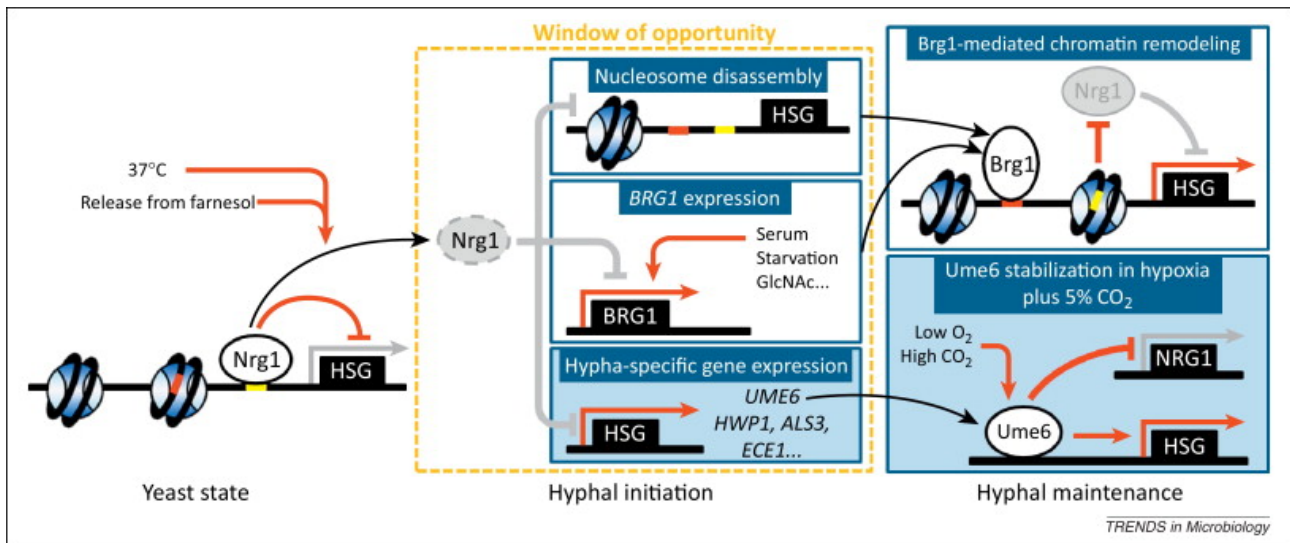 Window of opportunity
37°C
Release from farnesol
Nrg1
HSG
Yeast state
Nrg1
Nucleosome disassembly
HSG
BRG1 expression
Serum
Starvation
GlcNAc...
BRG1
Hypha-specific gene expression
HSG
UME6
HWP1, ALS3,
ECE1...
Hyphal initiation
Brg1-mediated chromatin remodeling
Nrg1
Brg1
HSG
Ume6 stabilization in hypoxia
plus 5% CO₂
Low O₂
High CO₂
NRG1
Ume6
HSG
Hyphal maintenance
TRENDS in Microbiology